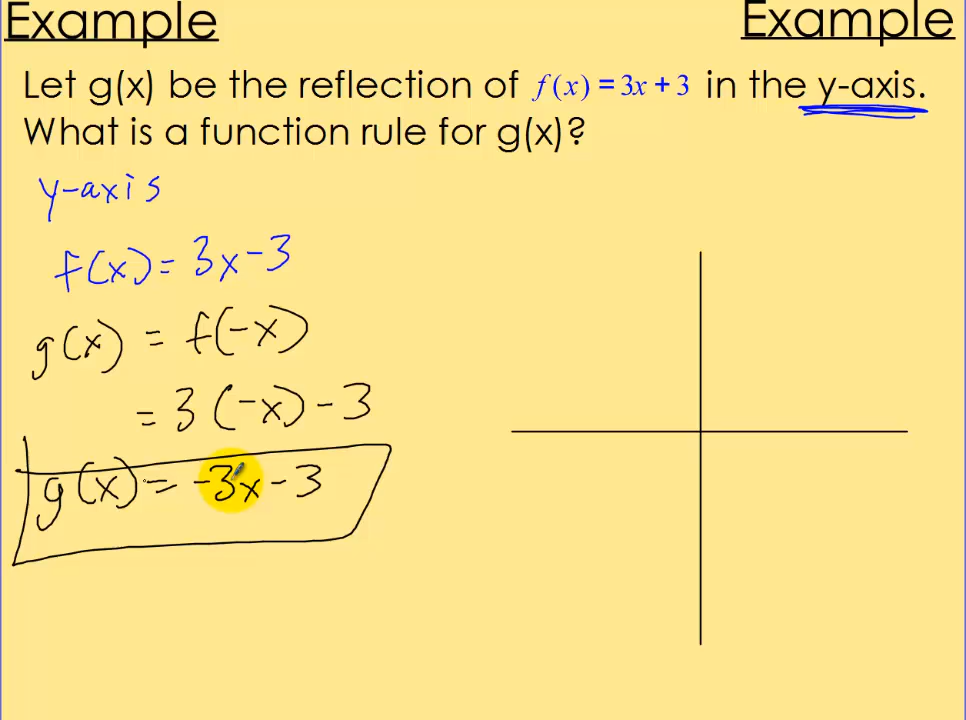 Example Example
Let g(x) be the reflection of f(x) = 3x + 3 in the y-axis.
What is a function rule for g(x)?
y-axis
f(x) = 3x - 3
g(x) = f(-x)
= 3(-x) - 3
g(x) = -3x - 3